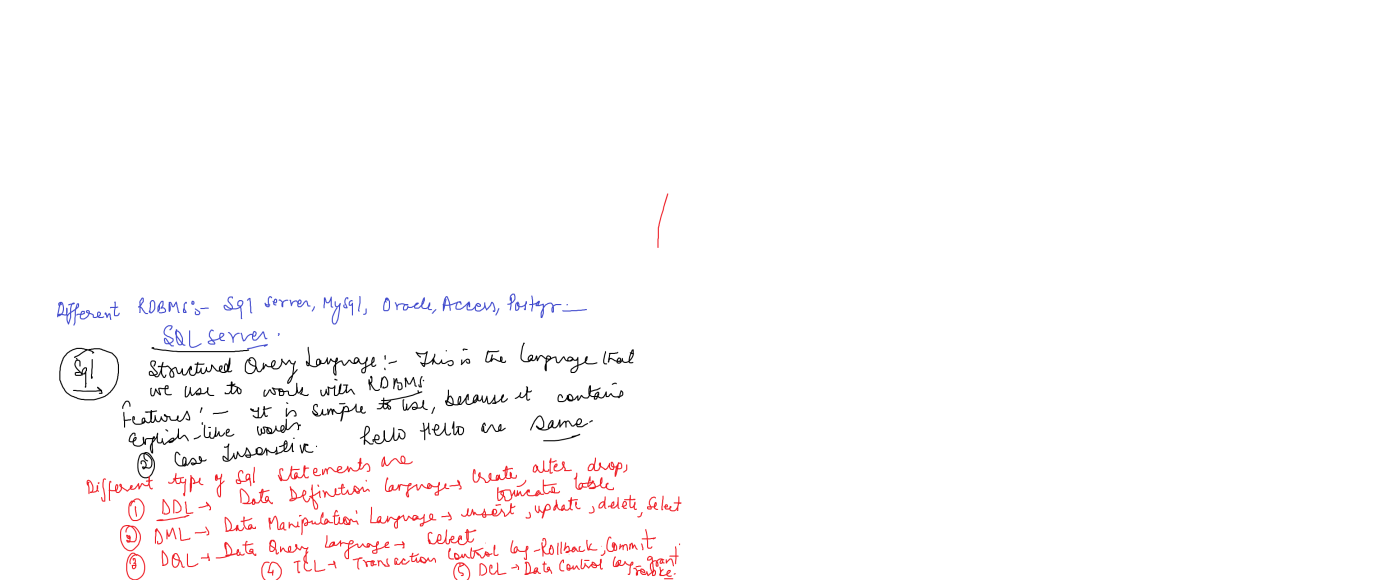 Different RDBMS:- Sql server, MySql, Oracle, Access, Postgr
SQL Server.
Sql Structured Query Language:- This is the language that
we use to work with RDBMS.
Features:- It is simple to use, because it contains
English-like words
② Case Insensitive. hello Hello are same.
Different type of Sql Statements are
① DDL → Data Definition language → Create, alter, drop,
truncate table
② DML → Data Manipulation Language → insert, update, delete, select
③ DQL → Data Query language → Select
④ TCL → Transaction Control lag - Rollback, Commit
⑤ DCL → Data Control lag → grant
revoke.